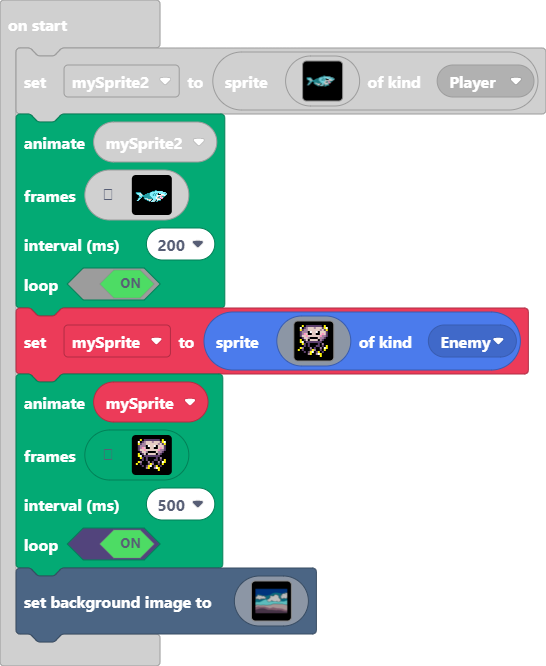 on start
set mySprite2 to sprite of kind Player
animate mySprite2
frames
interval (ms) 200
loop ON
set mySprite to sprite of kind Enemy
animate mySprite
frames
interval (ms) 500
loop ON
set background image to